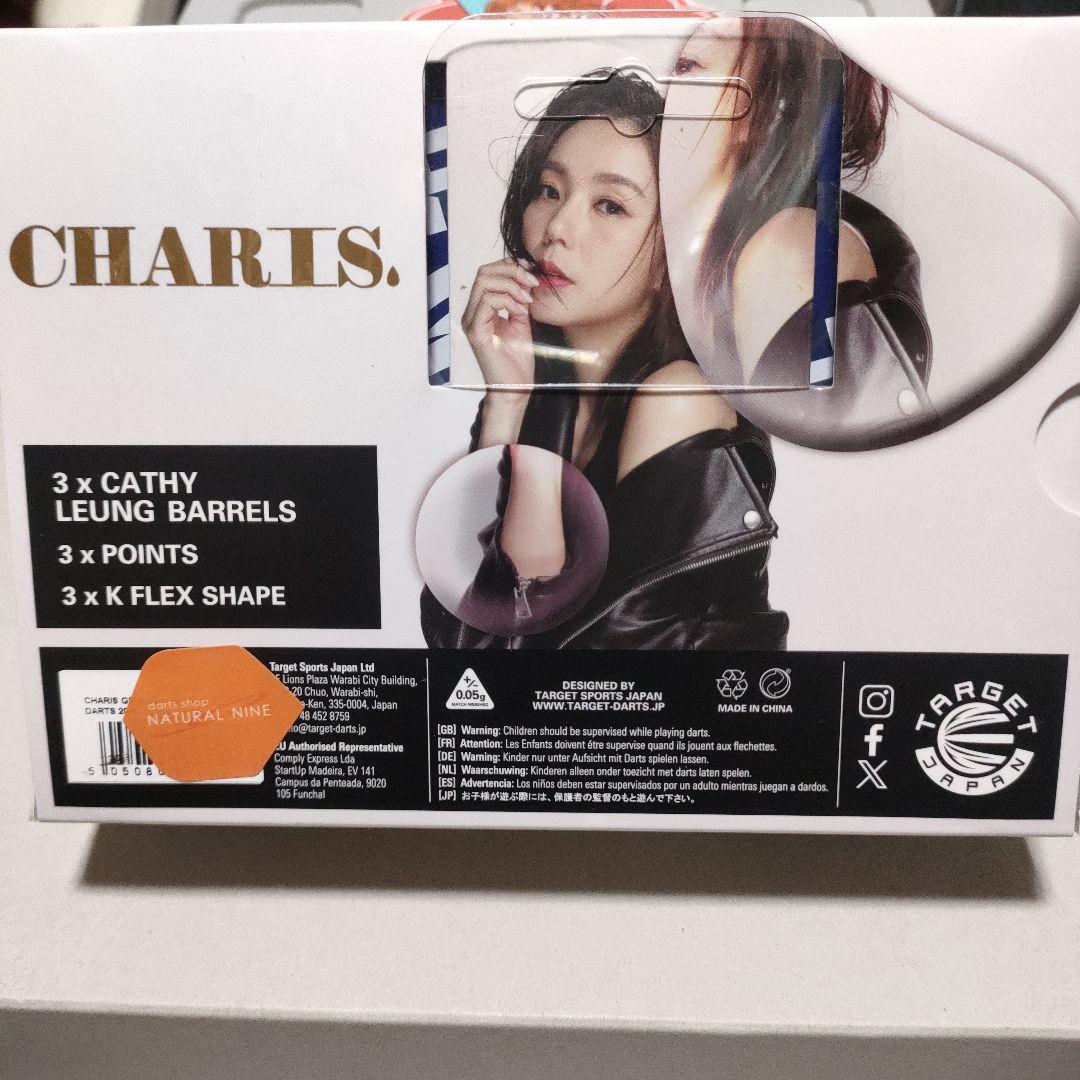 CHARIS.
3 x CATHY
LEUNG BARRELS
3 x POINTS
3 x K FLEX SHAPE
CHARIS
DARTS
darts shop
NATURAL NINE
Target Sports Japan Ltd
Lions Plaza Warabi City Building,
20 Chuo, Warabi-shi,
Ken, 335-0004, Japan
48 452 8759
@target-darts.jp
Authorised Representative
Comply Express Lda
StartUp Madeira, EV 141
Campus da Penteada, 9020
105 Funchal
+/-
0.05g
MATCH WEIGHED
DESIGNED BY
TARGET SPORTS JAPAN
WWW.TARGET-DARTS.JP
MADE IN CHINA
[GB] Warning: Children should be supervised while playing darts.
[FR] Attention: Les Enfants doivent être supervise quand ils jouent aux flechettes.
[DE] Warning: Kinder nur unter Aufsicht mit Darts spielen lassen.
[NL] Waarschuwing: Kinderen alleen onder toezicht met darts laten spelen.
[ES] Advertencia: Los niños deben estar supervisados por un adulto mientras juegan a dardos.
[JP] お子様が遊ぶ際には、保護者の監督のもと遊んで下さい。
TARGET
JAPAN